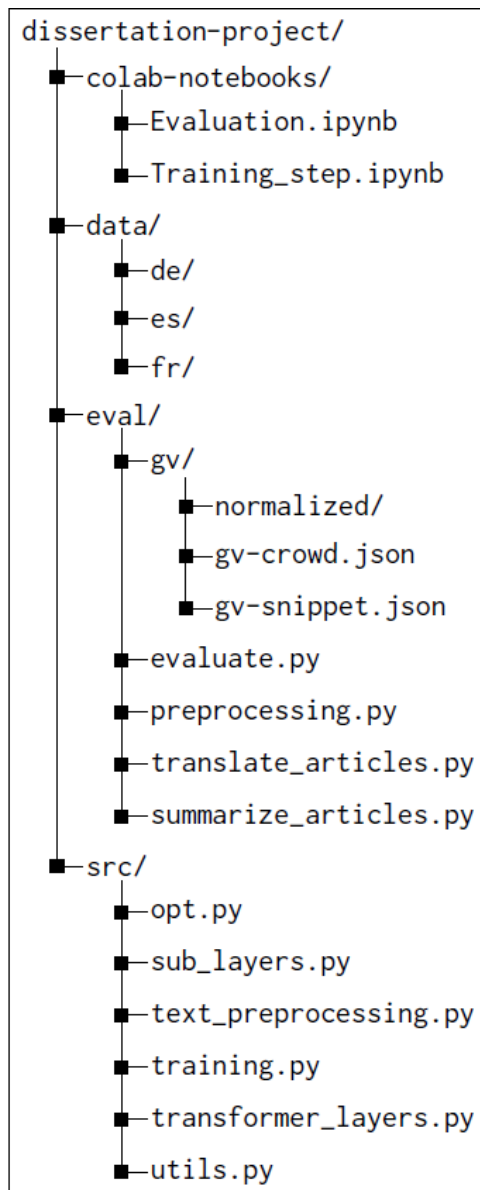 dissertation-project/
colab-notebooks/
Evaluation.ipynb
Training_step.ipynb
data/
de/
es/
fr/
eval/
gv/
normalized/
gv-crowd.json
gv-snippet.json
evaluate.py
preprocessing.py
translate_articles.py
summarize_articles.py
src/
opt.py
sub_layers.py
text_preprocessing.py
training.py
transformer_layers.py
utils.py